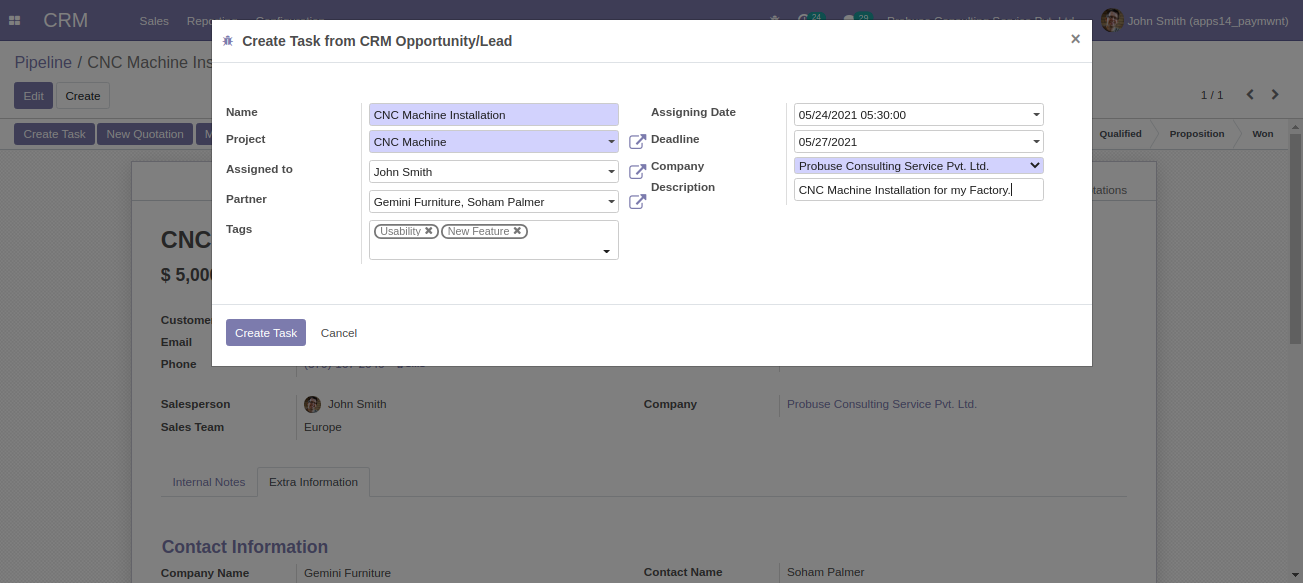 CRM Sales Reporting Configuration 24 29 Probuse Consulting Service Pvt. Ltd. John Smith (apps14_paymwnt)
Create Task from CRM Opportunity/Lead ×
Pipeline / CNC Machine Ins
Edit Create 1 / 1
Create Task New Quotation M Qualified Proposition Won
Name CNC Machine Installation Assigning Date 05/24/2021 05:30:00
Project CNC Machine Deadline 05/27/2021
Assigned to John Smith Company Probuse Consulting Service Pvt. Ltd.
Partner Gemini Furniture, Soham Palmer Description CNC Machine Installation for my Factory.
Tags Usability ✖ New Feature ✖
tations
CNC
$ 5,000
Create Task Cancel
Customer
Email
Phone
Salesperson John Smith Company Probuse Consulting Service Pvt. Ltd.
Sales Team Europe
Internal Notes Extra Information
Contact Information
Company Name Gemini Furniture Contact Name Soham Palmer